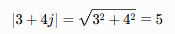 |3 + 4j| = √(3² + 4²) = 5